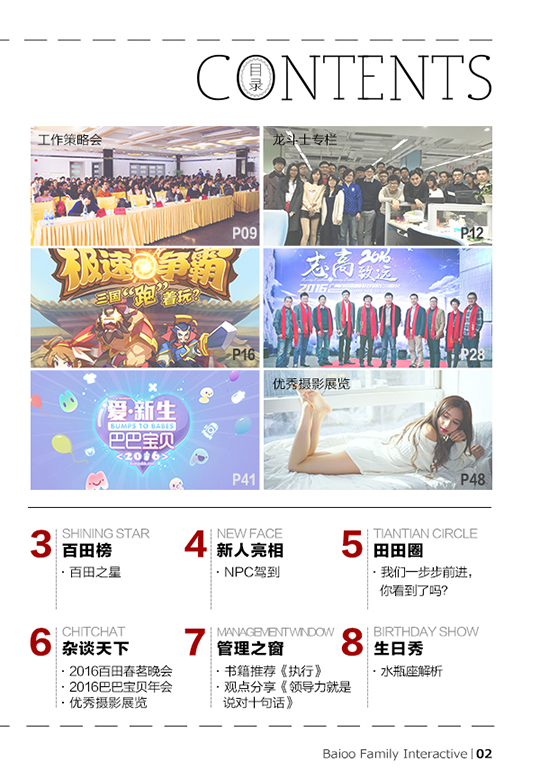 CONTENTS
目录
工作策略会
P09
龙斗士专栏
P12
极速争霸
三国“跑”着玩?
P16
2016
志高致远
2016
P28
爱·新生
BUMPS TO BABES
巴巴宝贝
<2016>
P41
优秀摄影展览
P48
3 SHINING STAR
百田榜
· 百田之星
4 NEW FACE
新人亮相
· NPC驾到
5 TIANTIAN CIRCLE
田田圈
· 我们一步步前进，
你看到了吗?
6 CHITCHAT
杂谈天下
· 2016百田春茗晚会
· 2016巴巴宝贝年会
· 优秀摄影展览
7 MANAGEMENT WINDOW
管理之窗
· 书籍推荐《执行》
· 观点分享《领导力就是
说对十句话》
8 BIRTHDAY SHOW
生日秀
· 水瓶座解析
Baioo Family Interactive | 02